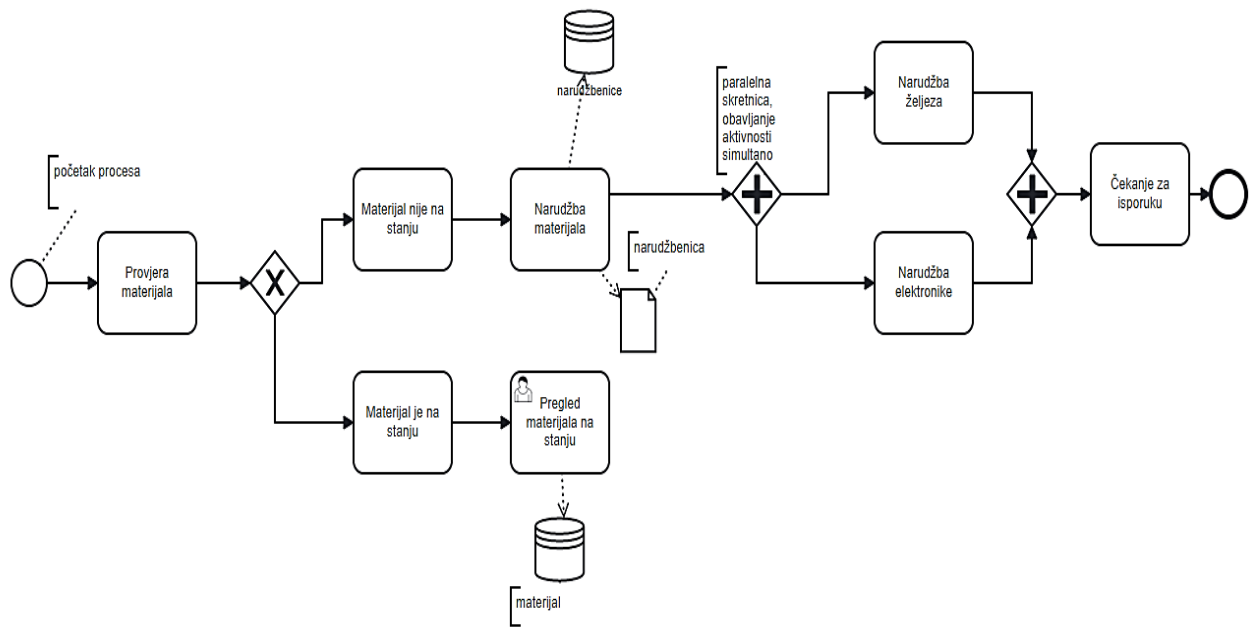 narudžbenice
paralelna
skretnica,
obavljanje
aktivnosti
simultano
Narudžba
željeza
početak procesa
Materijal nije na
stanju
Narudžba
materijala
Čekanje za
isporuku
Provjera
materijala
X
narudžbenica
Narudžba
elektronike
Materijal je na
stanju
Pregled
materijala na
stanju
materijal